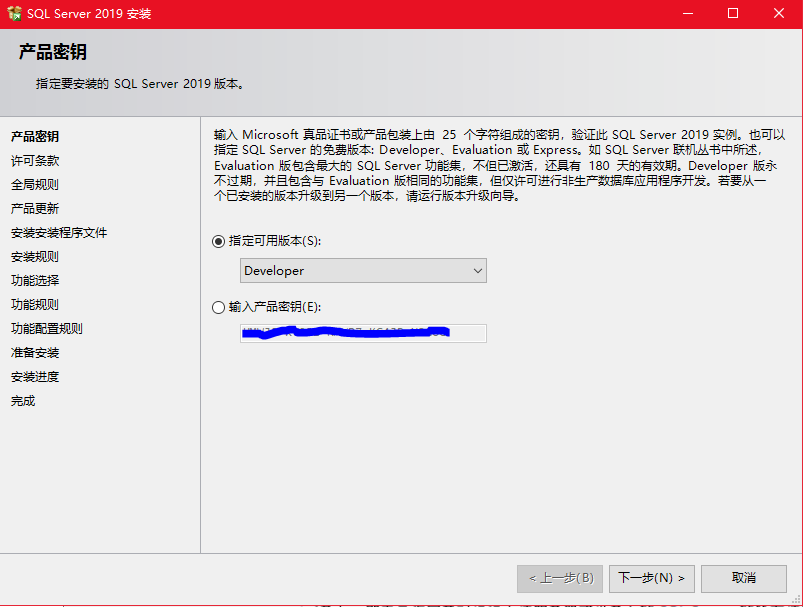 SQL Server 2019 安装
产品密钥
指定要安装的 SQL Server 2019 版本。
产品密钥
许可条款
全局规则
产品更新
安装安装程序文件
安装规则
功能选择
功能规则
功能配置规则
准备安装
安装进度
完成
输入 Microsoft 真品证书或产品包装上由 25 个字符组成的密钥，验证此 SQL Server 2019 实例。也可以
指定 SQL Server 的免费版本: Developer、Evaluation 或 Express。如 SQL Server 联机丛书中所述，
Evaluation 版包含最大的 SQL Server 功能集，不但已激活，还具有 180 天的有效期。Developer 版永
不过期，并且包含与 Evaluation 版相同的功能集，但仅许可进行非生产数据库应用程序开发。若要从一
个已安装的版本升级到另一个版本，请运行版本升级向导。
指定可用版本(S):
Developer
输入产品密钥(E):
< 上一步(B)
下一步(N) >
取消